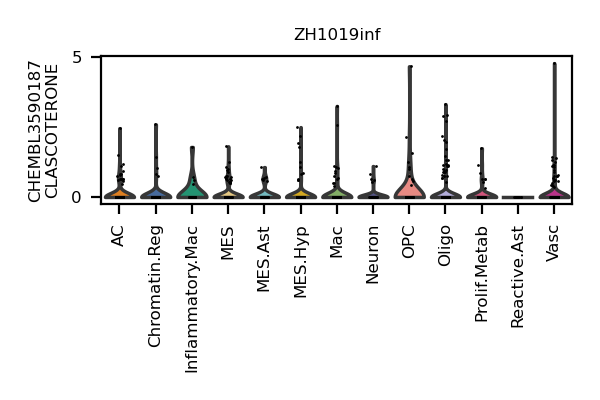 ZH1019inf
CHEMBL3590187
CLASCOTERONE
5
0
AC
Chromatin.Reg
Inflammatory.Mac
MES
MES.Ast
MES.Hyp
Mac
Neuron
OPC
Oligo
Prolif.Metab
Reactive.Ast
Vasc